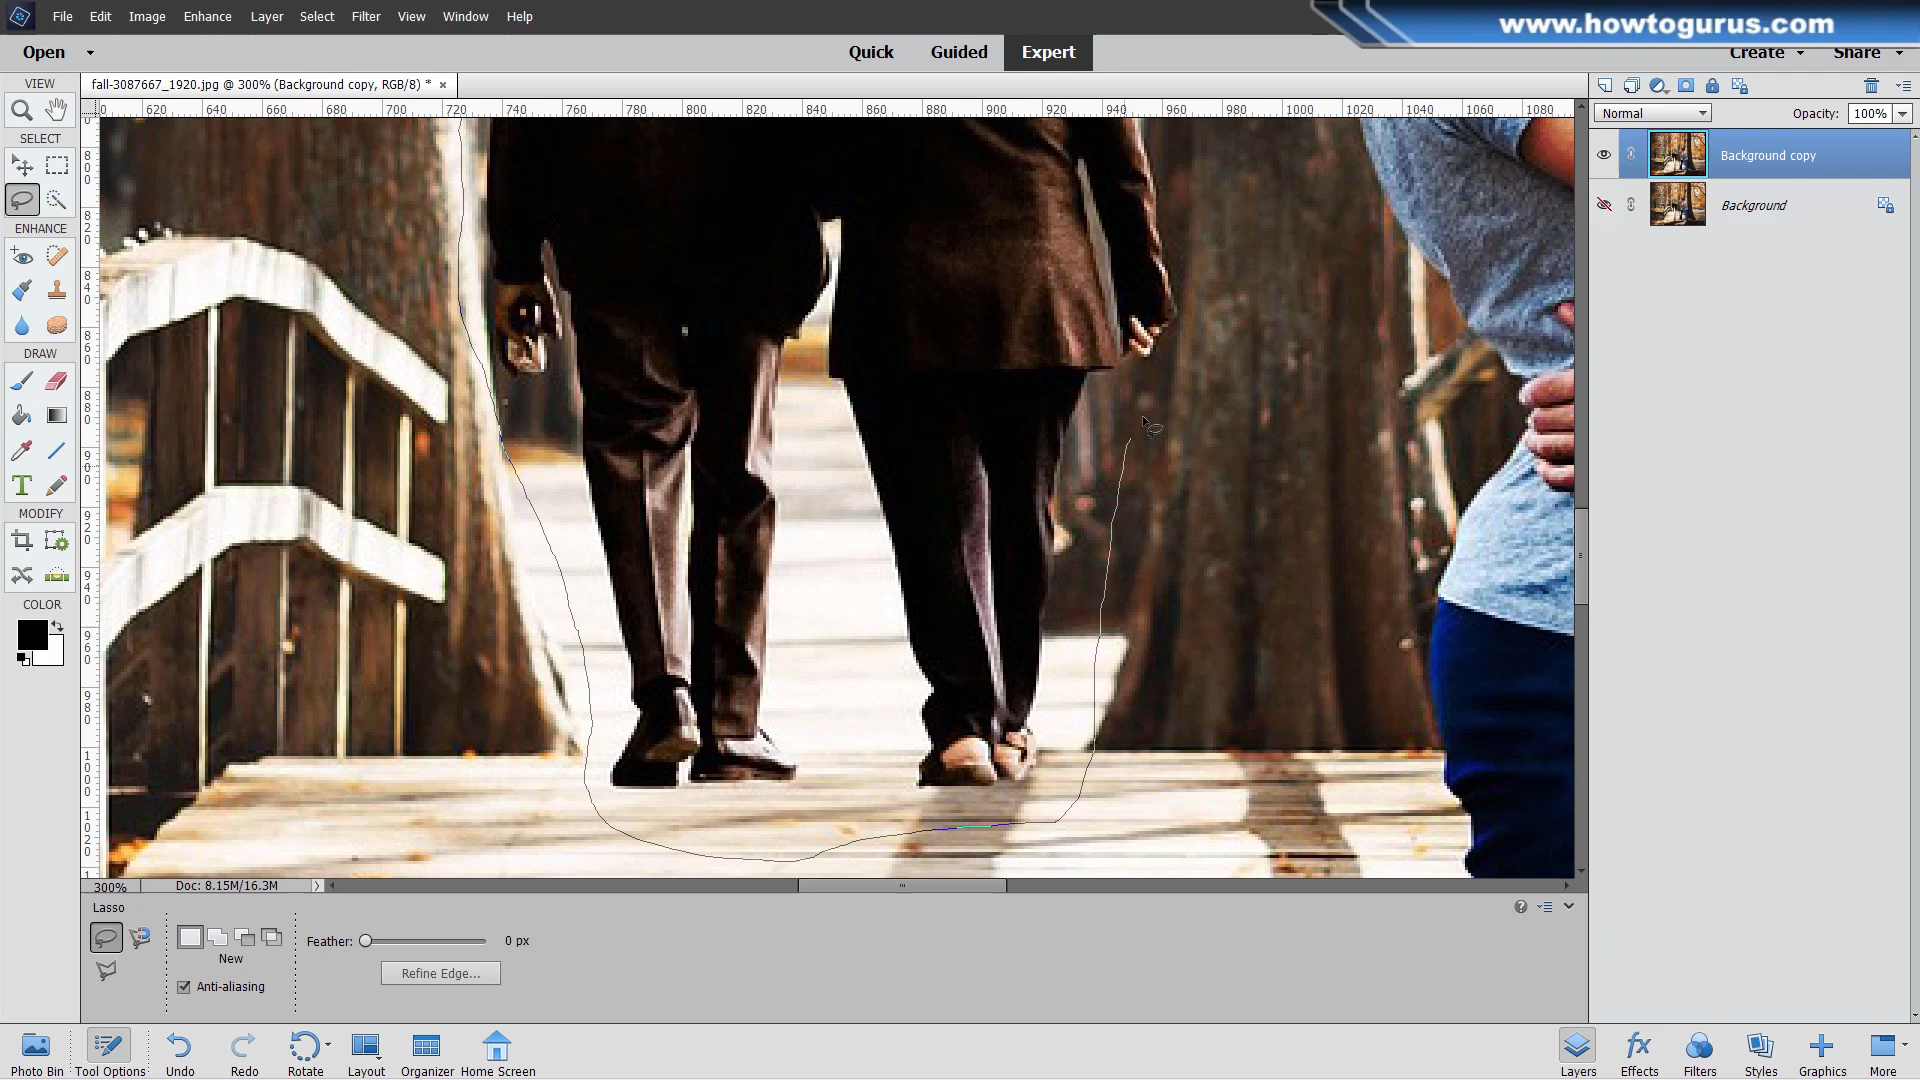 File Edit Image Enhance Layer Select Filter View Window Help
www.howtogurus.com
Open Quick Guided Expert Create Share
VIEW
fall-3087667_1920.jpg @ 300% (Background copy, RGB/8) * ×
0 620 640 660 680 700 720 740 760 780 800 820 840 860 880 900 920 940 960 980 1000 1020 1040 1060 1080
Normal Opacity: 100%
SELECT
Background copy
Background
ENHANCE
DRAW
MODIFY
COLOR
300% Doc: 8.15M/16.3M
Lasso
Feather: 0 px
New
Refine Edge...
Anti-aliasing
Photo Bin Tool Options Undo Redo Rotate Layout Organizer Home Screen Layers Effects Filters Styles Graphics More